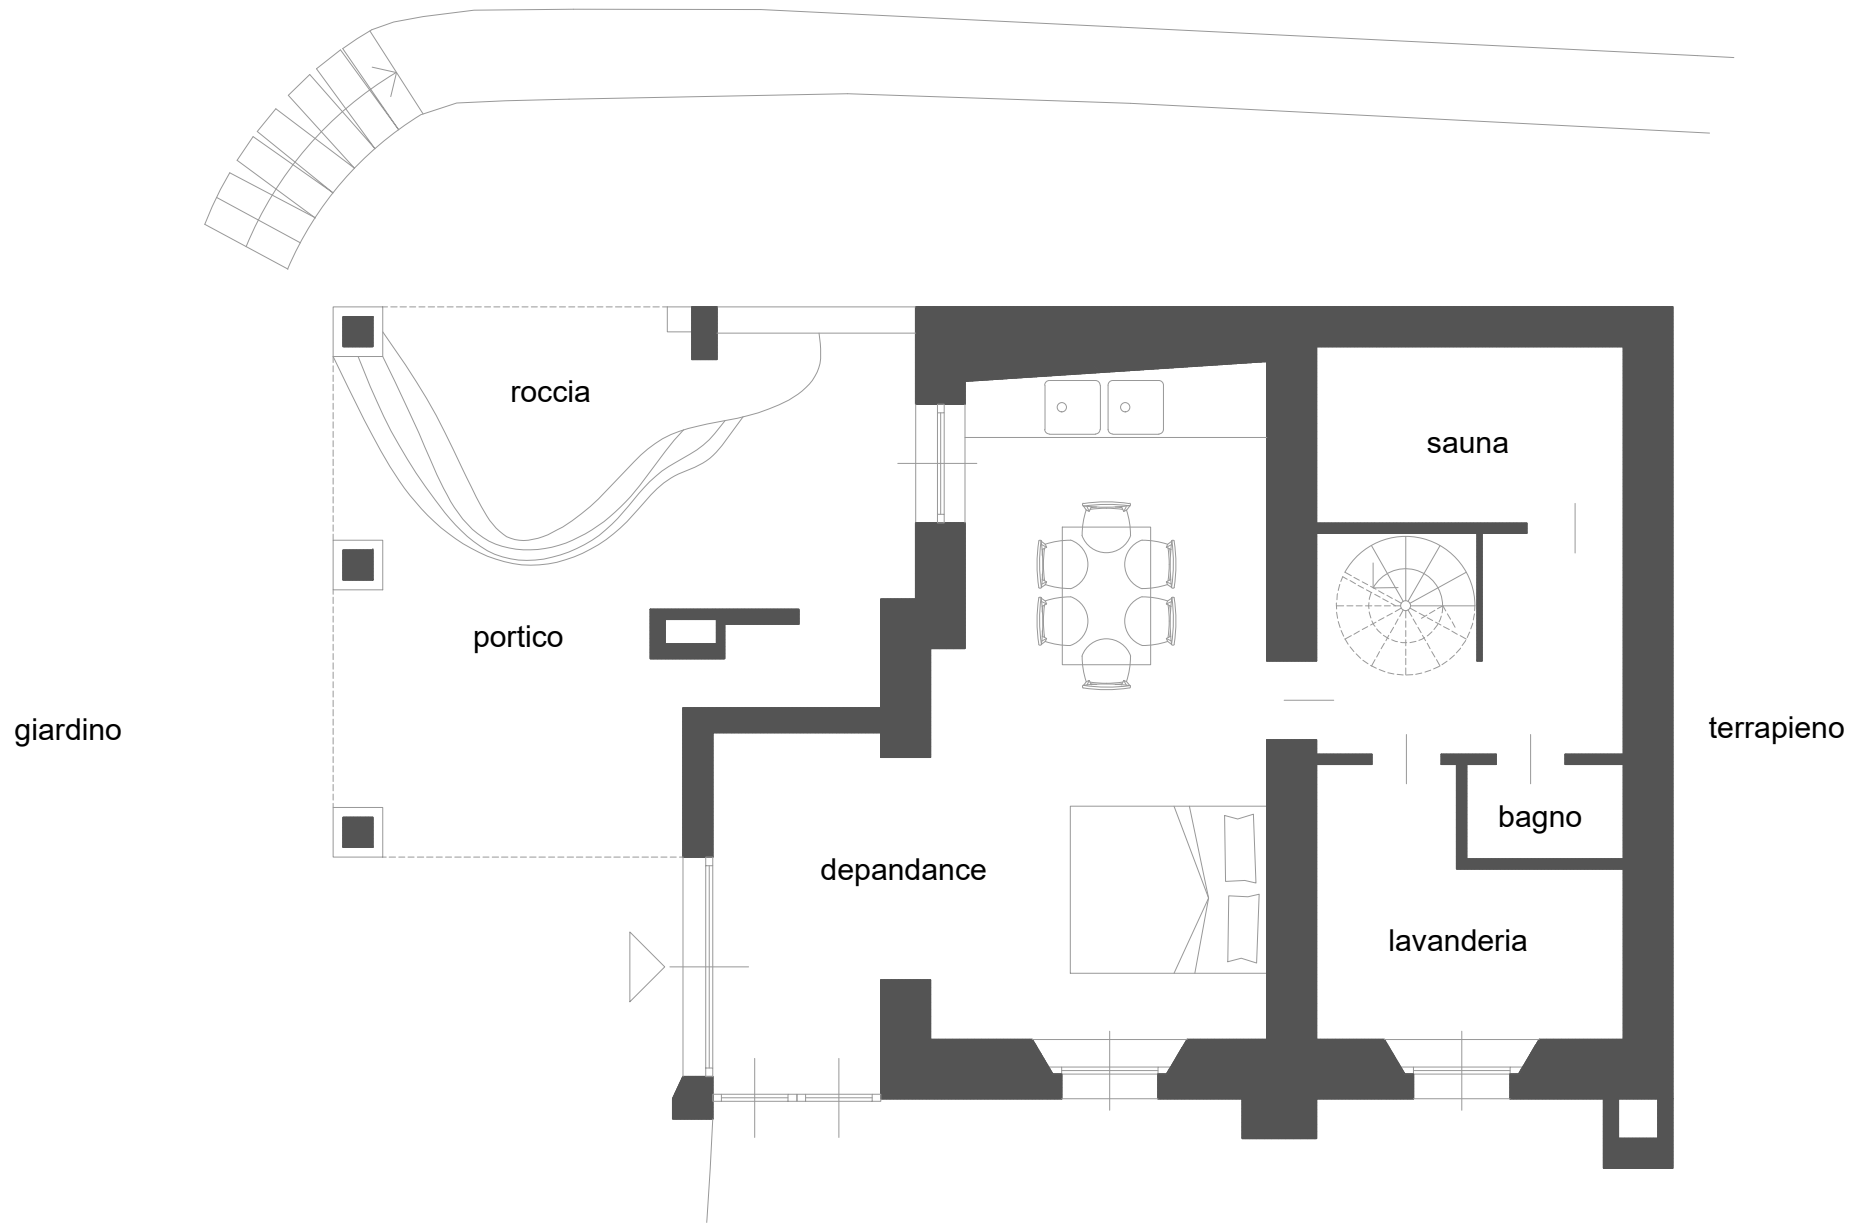 roccia
sauna
portico
giardino
terrapieno
bagno
depandance
lavanderia